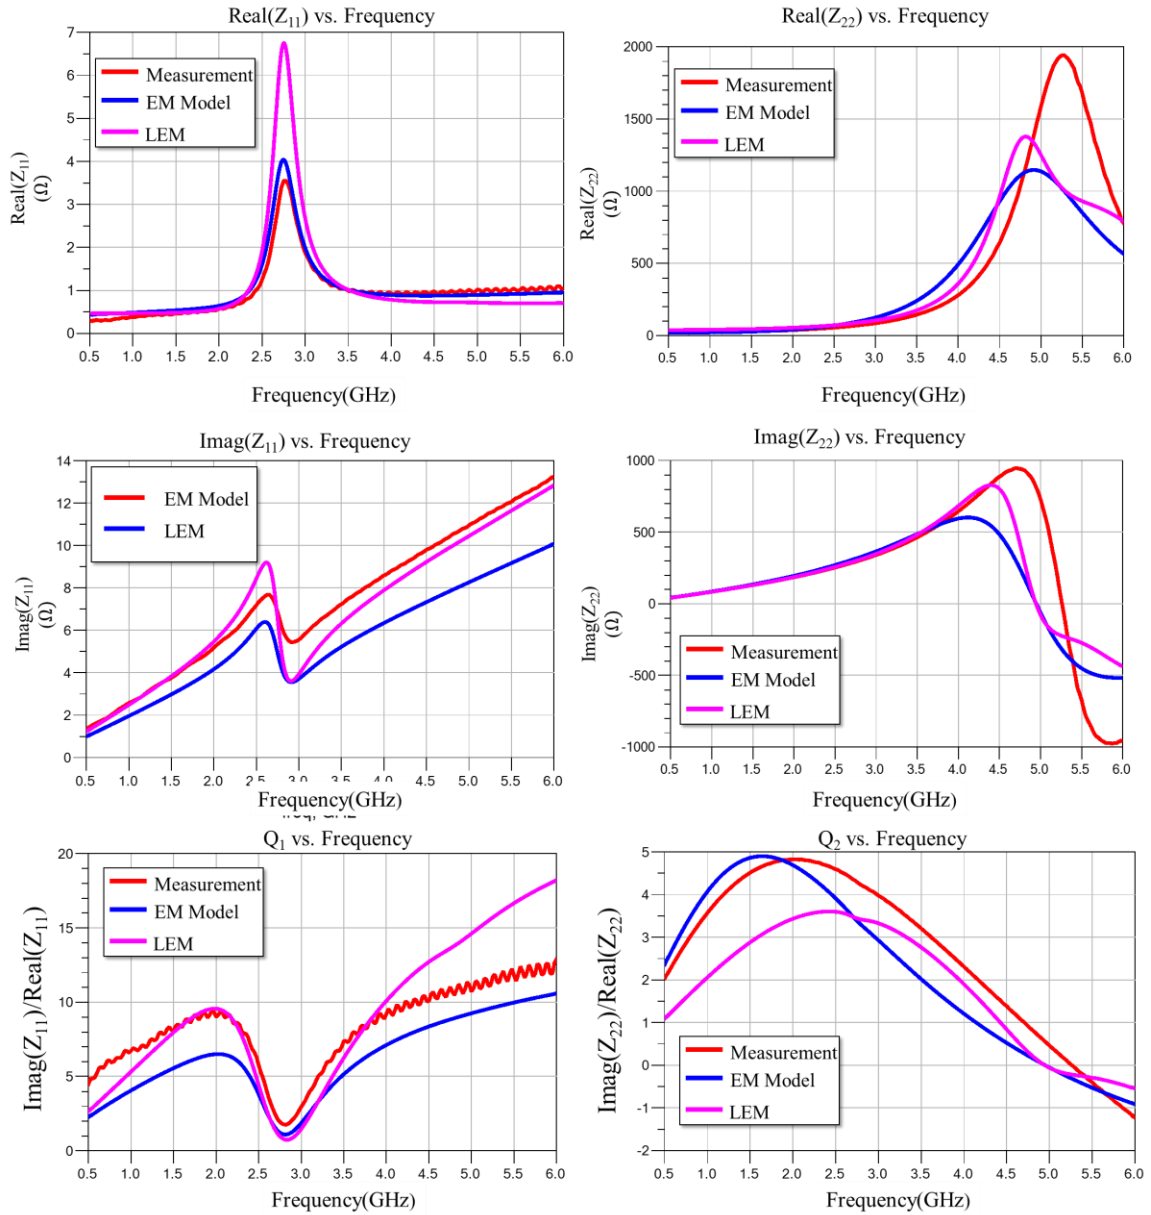 Real(Z11) vs. Frequency
7
6
5
4
3
2
1
0
Real(Z11)
(Ω)
Measurement
EM Model
LEM
0.5 1.0 1.5 2.0 2.5 3.0 3.5 4.0 4.5 5.0 5.5 6.0
Frequency(GHz)
Real(Z22) vs. Frequency
2000
1500
1000
500
0
Real(Z22)
(Ω)
Measurement
EM Model
LEM
0.5 1.0 1.5 2.0 2.5 3.0 3.5 4.0 4.5 5.0 5.5 6.0
Frequency(GHz)
Imag(Z11) vs. Frequency
14
12
10
8
6
4
2
0
Imag(Z11)
(Ω)
EM Model
LEM
0.5 1.0 1.5 2.0 3.0 3.5 4.0 4.5 5.0 5.5 6.0
Frequency(GHz)
Imag(Z22) vs. Frequency
1000
500
0
-500
-1000
Imag(Z22)
(Ω)
Measurement
EM Model
LEM
0.5 1.0 1.5 2.0 2.5 3.0 3.5 4.0 4.5 5.0 5.5 6.0
Frequency(GHz)
Q1 vs. Frequency
20
15
10
5
0
Imag(Z11)/Real(Z11)
Measurement
EM Model
LEM
0.5 1.0 1.5 2.0 2.5 3.0 3.5 4.0 4.5 5.0 5.5 6.0
Frequency(GHz)
Q2 vs. Frequency
5
4
3
2
1
0
-1
-2
Imag(Z22)/Real(Z22)
Measurement
EM Model
LEM
0.5 1.0 1.5 2.0 2.5 3.0 3.5 4.0 4.5 5.0 5.5 6.0
Frequency(GHz)